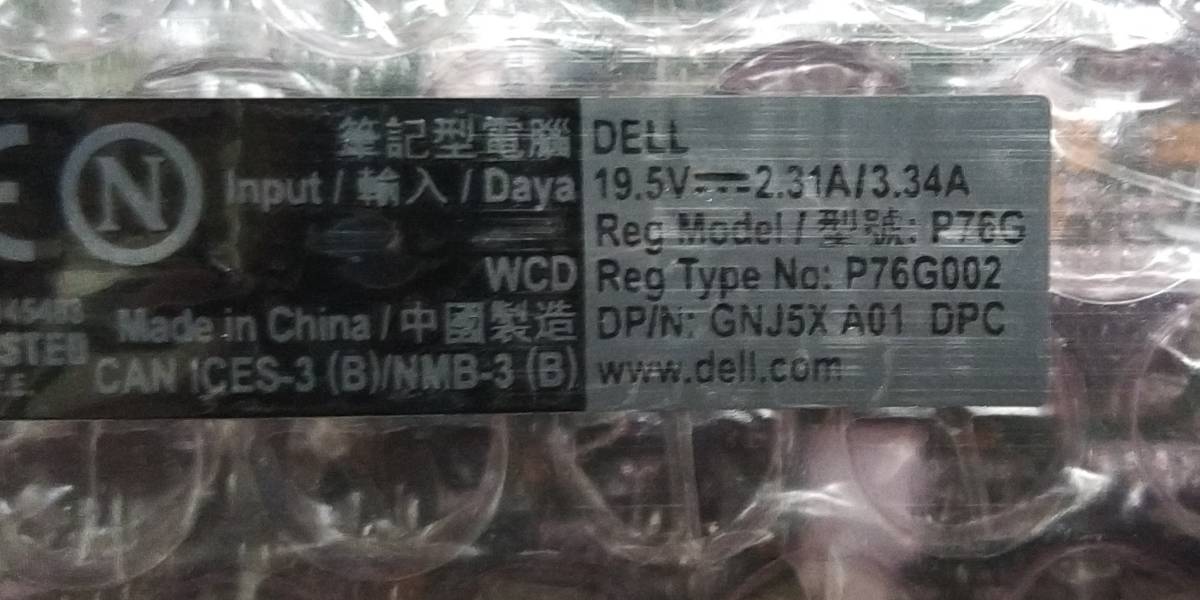 筆記型電腦 DELL
N
Input / 輸入 / Daya 19.5V⎓2.31A/3.34A
Reg Model / 型號: P76G
WCD Reg Type No: P76G002
Made in China / 中國製造 DP/N: GNJ5X A01 DPC
CAN ICES-3 (B)/NMB-3 (B) www.dell.com